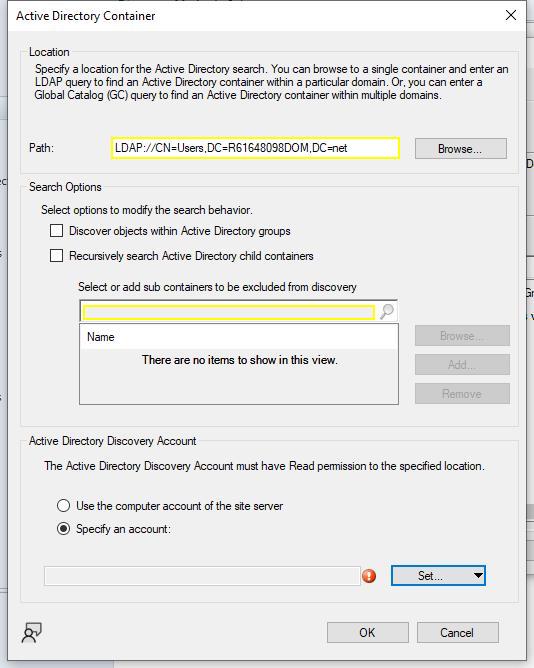 Active Directory Container
Location
Specify a location for the Active Directory search. You can browse to a single container and enter an
LDAP query to find an Active Directory container within a particular domain. Or, you can enter a
Global Catalog (GC) query to find an Active Directory container within multiple domains.
Path:
LDAP://CN=Users,DC=R61648098DOM,DC=net
Browse...
Search Options
Select options to modify the search behavior.
Discover objects within Active Directory groups
Recursively search Active Directory child containers
Select or add sub containers to be excluded from discovery
Name
There are no items to show in this view.
Browse...
Add...
Remove
Active Directory Discovery Account
The Active Directory Discovery Account must have Read permission to the specified location.
Use the computer account of the site server
Specify an account:
Set...
OK
Cancel